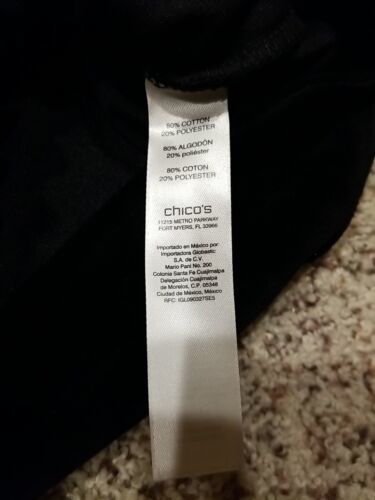 80% COTTON
20% POLYESTER
80% ALGODÓN
20% poliéster
80% COTON
20% POLYESTER
chico's
11215 METRO PARKWAY
FORT MYERS, FL 33966
Importado en México por:
Importadora Globastic
S.A. de C.V.
Mario Pani No. 200
Colonia Santa Fe Cuajimalpa
Delegación Cuajimalpa
de Morelos, C.P. 05348
Ciudad de México, México
RFC: IGL090327SE5